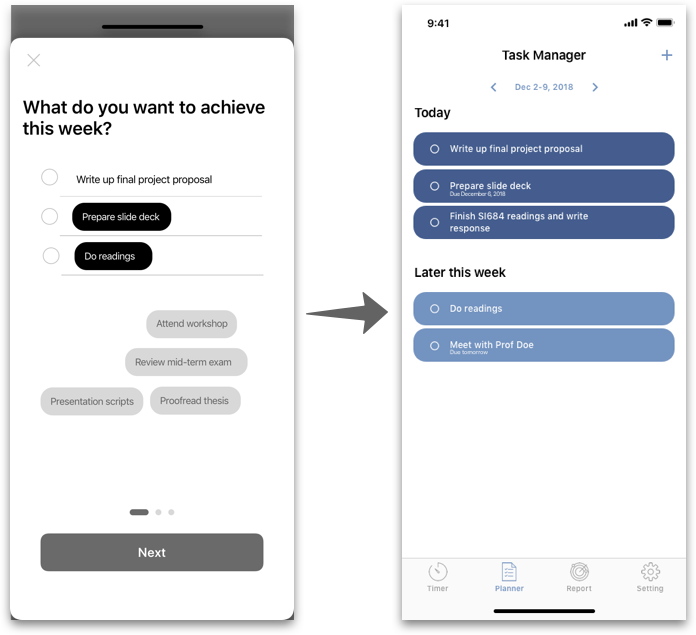 What do you want to achieve
this week?
Write up final project proposal
Prepare slide deck
Do readings
Attend workshop
Review mid-term exam
Presentation scripts
Proofread thesis
Next
9:41
Task Manager
Dec 2-9, 2018
Today
Write up final project proposal
Prepare slide deck
Due December 6, 2018
Finish SI684 readings and write
response
Later this week
Do readings
Meet with Prof Doe
Due tomorrow
Timer
Planner
Report
Setting